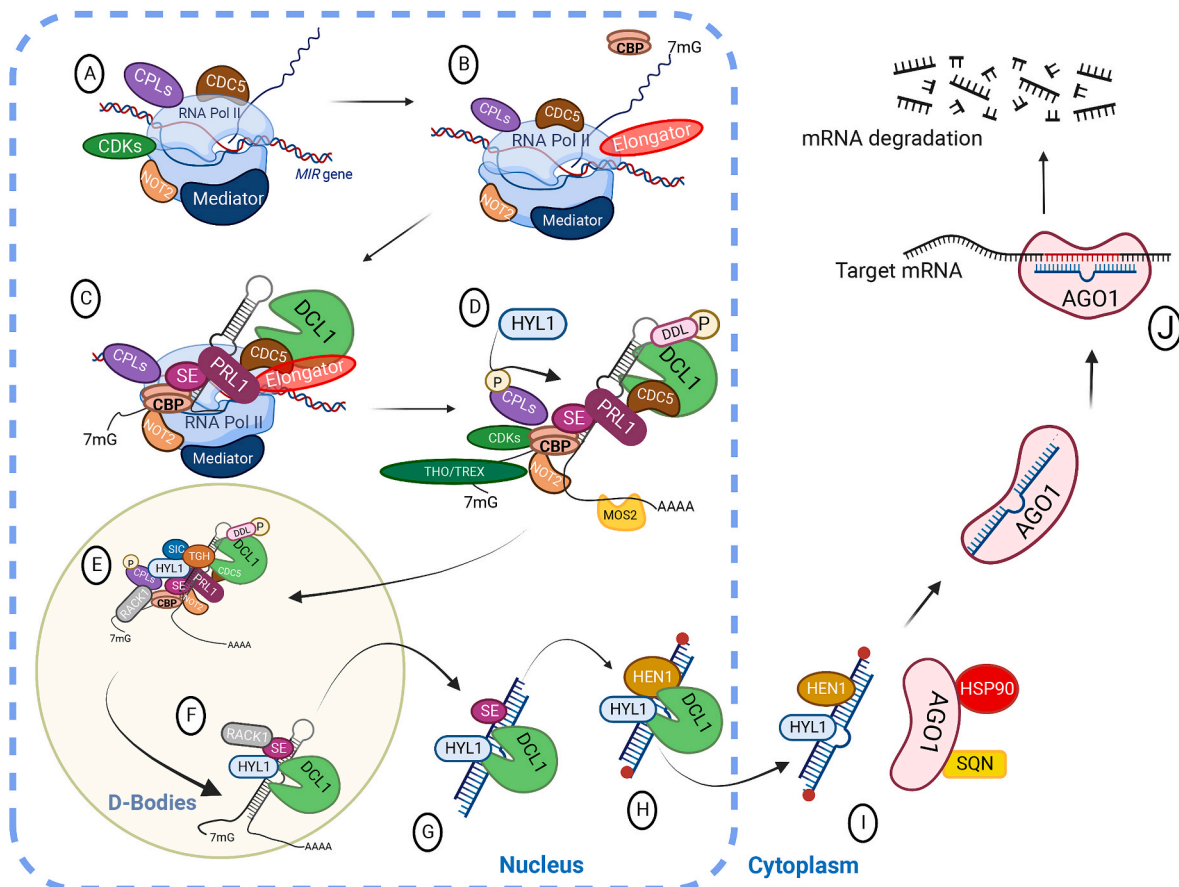 A
CPLs
CDC5
RNA Pol II
CDKs
NOT2
Mediator
MIR gene
B
CBP
7mG
CPLs
CDC5
RNA Pol II
Elongator
NOT2
Mediator
mRNA degradation
Target mRNA
AGO1
J
C
CPLs
DCL1
CDC5
SE
PRL1
Elongator
CBP
7mG
NOT2
RNA Pol II
Mediator
D
HYL1
DDL
P
DCL1
P
CPLs
CDC5
SE
PRL1
CDKs
CBP
THO/TREX
NOT2
7mG
MOS2
AAAA
AGO1
E
SIC
DDL
P
TGH
DCL1
P
HYL1
CPLs
CDC5
SE
PRL1
RACK1
CBP
NOT2
7mG
AAAA
F
RACK1
SE
HYL1
DCL1
D-Bodies
7mG
AAAA
SE
HYL1
DCL1
G
HEN1
HYL1
DCL1
H
HEN1
HYL1
AGO1
HSP90
SQN
I
Nucleus
Cytoplasm